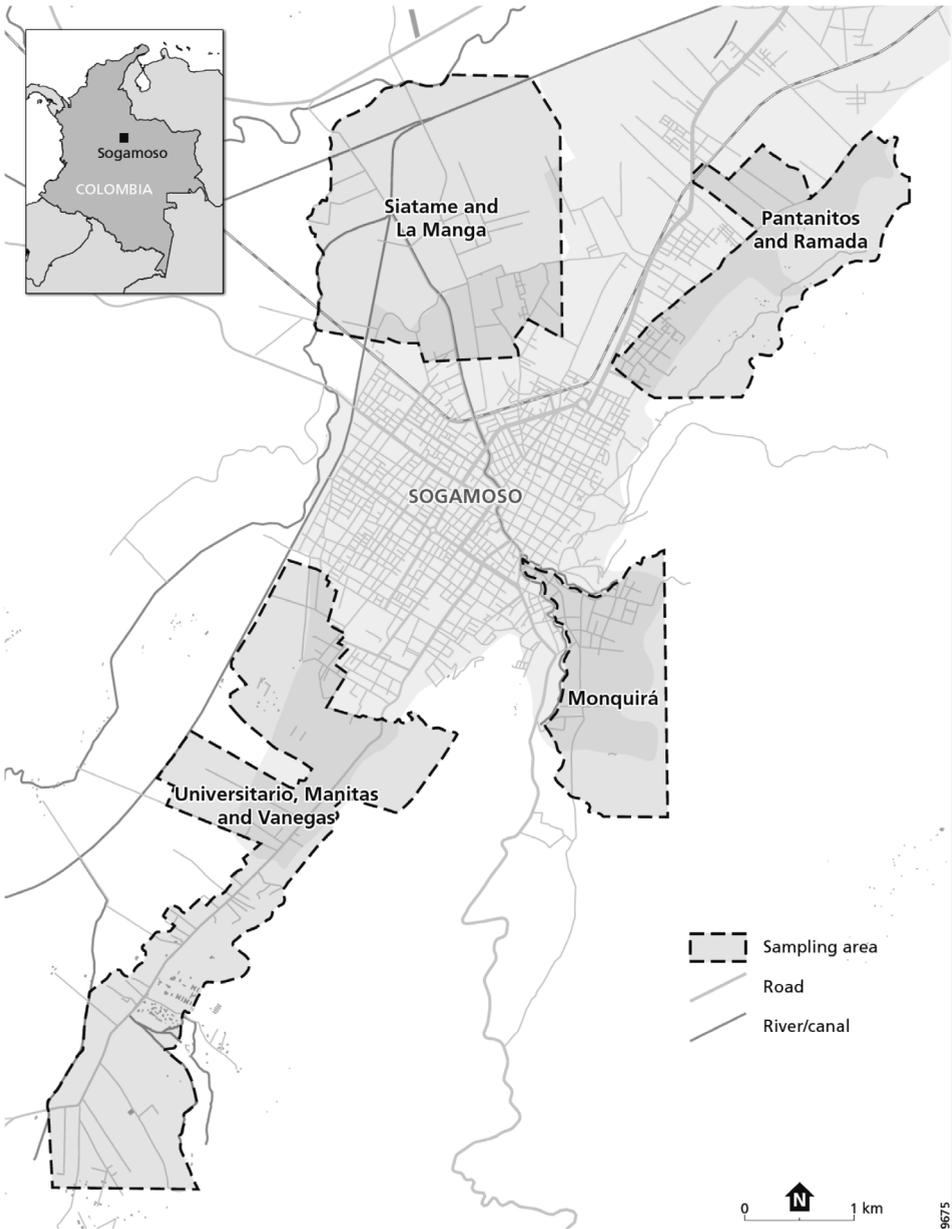 Sogamoso
COLOMBIA
Siatame and
La Manga
Pantanitos
and Ramada
SOGAMOSO
Monquirá
Universitario, Manitas
and Vanegas
Sampling area
Road
River/canal
N
0 1 km
9675